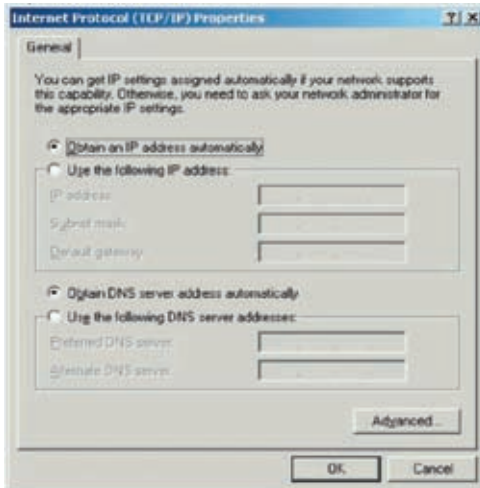 Internet Protocol (TCP/IP) Properties
General
You can get IP settings assigned automatically if your network supports
this capability. Otherwise, you need to ask your network administrator for
the appropriate IP settings.
Obtain an IP address automatically
Use the following IP address:
IP address:
Subnet mask:
Default gateway:
Obtain DNS server address automatically
Use the following DNS server addresses:
Preferred DNS server:
Alternate DNS server:
Advanced...
OK
Cancel